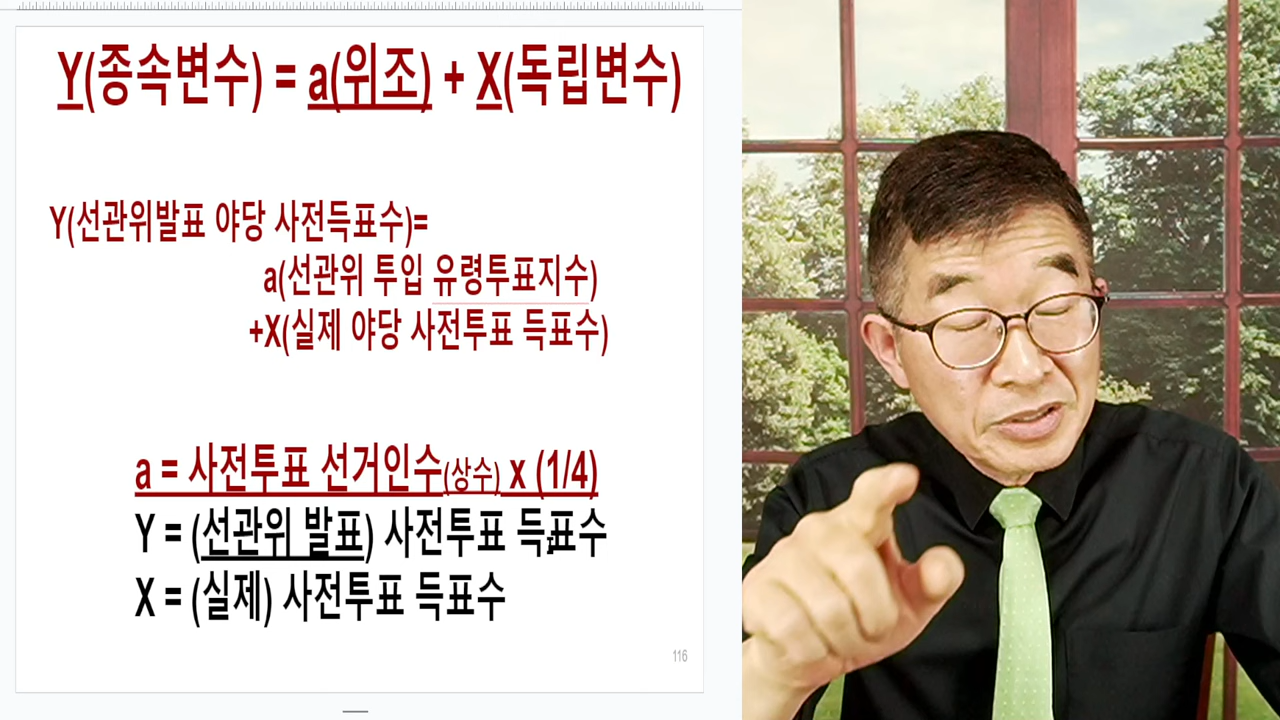 Y(종속변수) = a(위조) + X(독립변수)
Y(선관위발표 야당 사전득표수)=
a(선관위 투입 유령투표지수)
+X(실제 야당 사전투표 득표수)
a = 사전투표 선거인수(상수) x (1/4)
Y = (선관위 발표) 사전투표 득표수
X = (실제) 사전투표 득표수
116